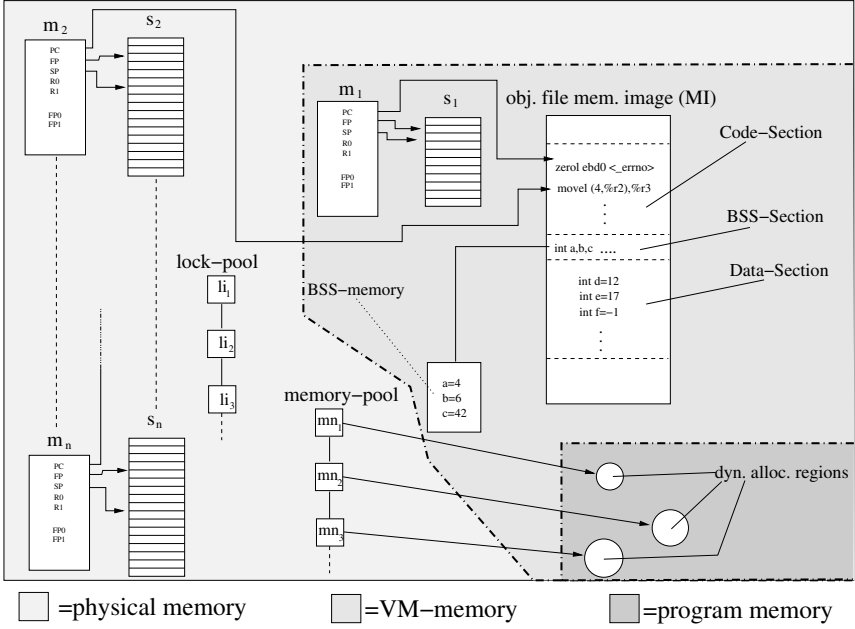 m2
s2
PC
FP
SP
R0
R1
FP0
FP1
m1
s1
PC
FP
SP
R0
R1
FP0
FP1
obj. file mem. image (MI)
zerol ebd0 <_errno>
movel (4,%r2),%r3
int a,b,c ....
int d=12
int e=17
int f=−1
Code−Section
BSS−Section
Data−Section
lock−pool
li1
li2
li3
BSS−memory
a=4
b=6
c=42
memory−pool
mn1
mn2
mn3
mn
sn
PC
FP
SP
R0
R1
FP0
FP1
dyn. alloc. regions
=physical memory
=VM−memory
=program memory